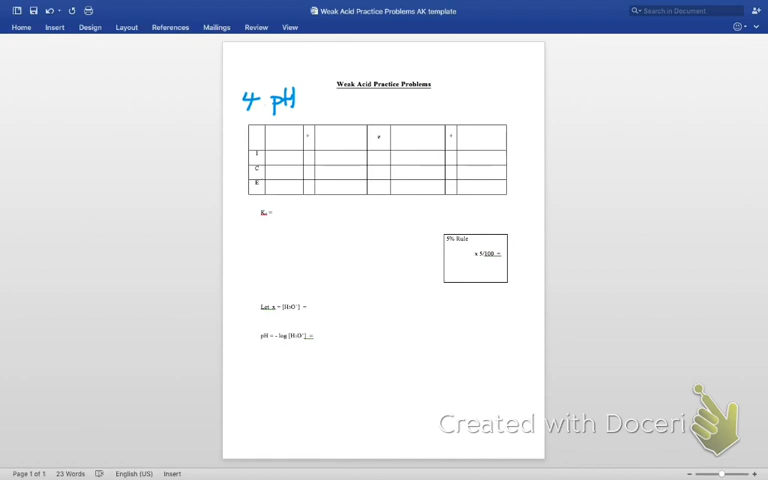 Weak Acid Practice Problems AK template
Search in Document
Home Insert Design Layout References Mailings Review View
Weak Acid Practice Problems
4 pH
+ ⇌ +
I
C
E
Ka =
5% Rule
x 5/100 =
Let x = [H3O+] =
pH = - log [H3O+] =
Created with Doceri
Page 1 of 1 23 Words English (US) Insert